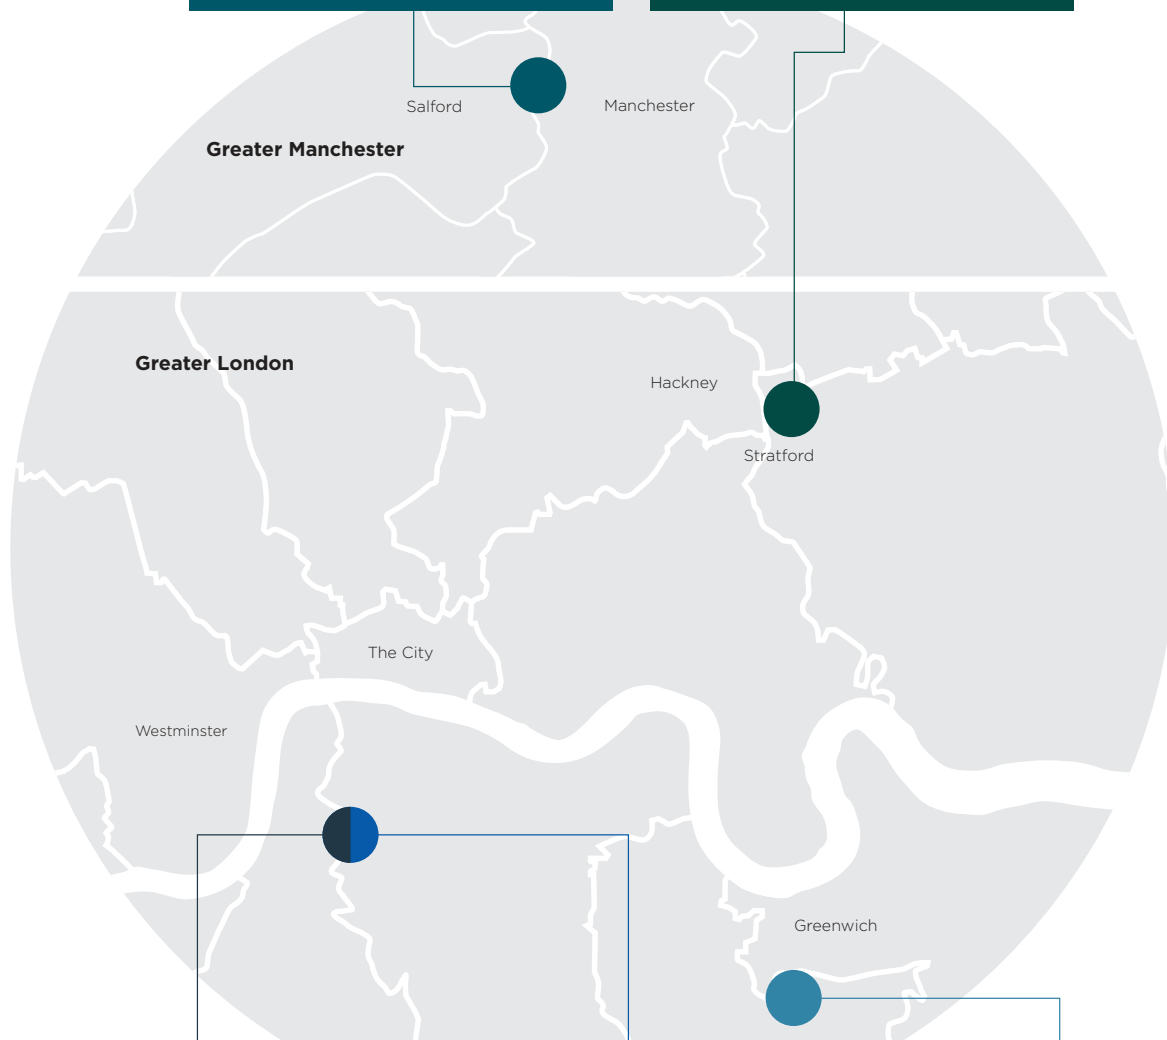 Salford
Manchester
Greater Manchester
Greater London
Hackney
Stratford
The City
Westminster
Greenwich